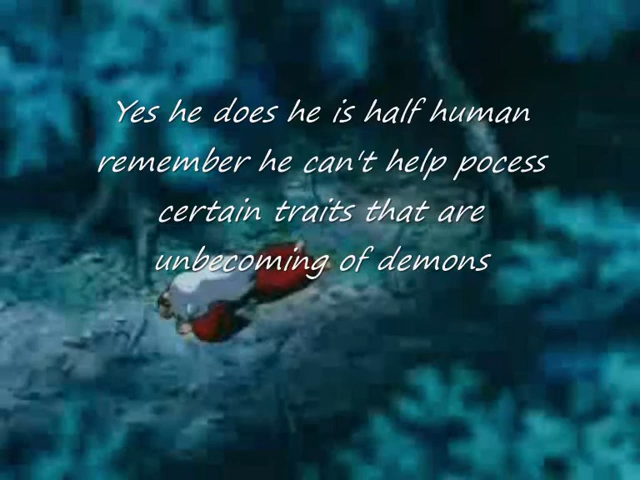 Yes he does he is half human
remember he can't help pocess
certain traits that are
unbecoming of demons